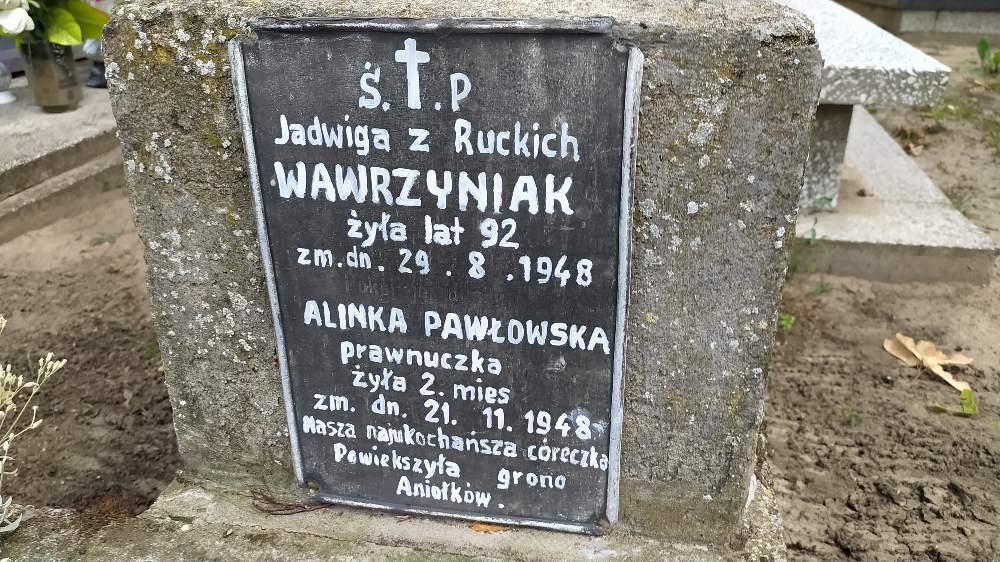 Ś.†.P
Jadwiga z Ruckich
WAWRZYNIAK
żyła lat 92
zm. dn. 29. 8. 1948
ALINKA PAWŁOWSKA
prawnuczka
żyła 2. mies
zm. dn. 21. 11. 1948
Nasza najukochańsza córeczka
Powiekszyła grono
Aniołków.